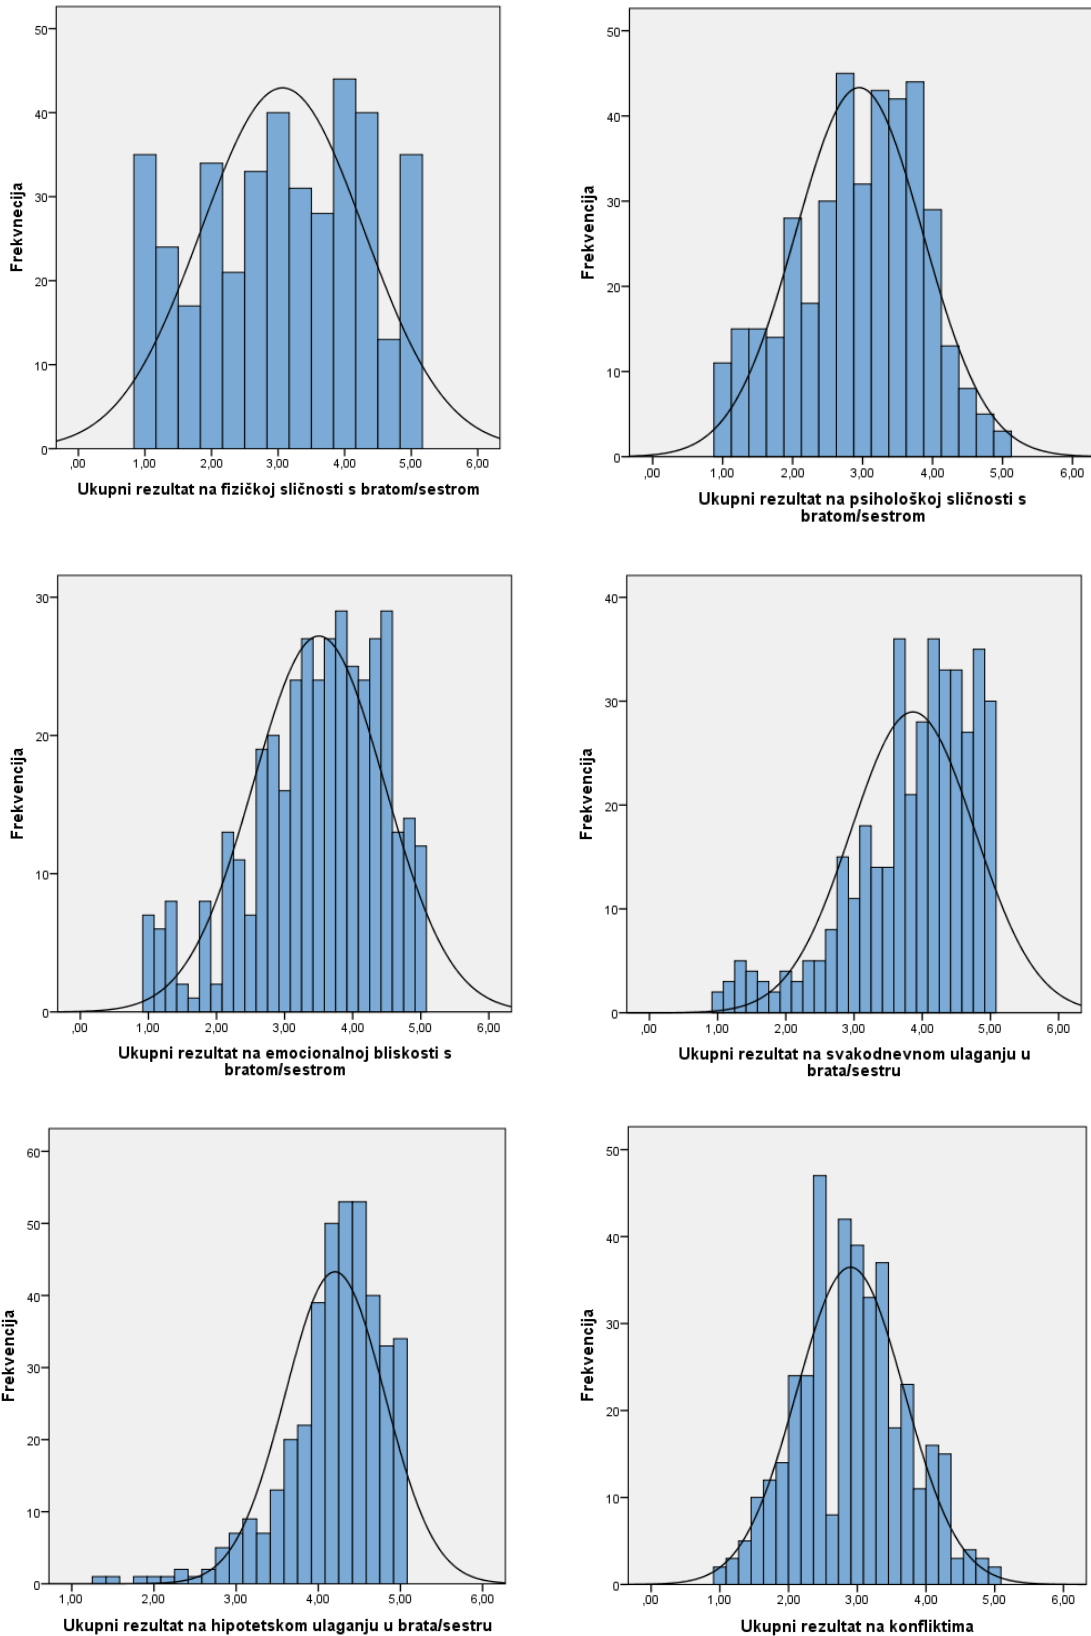 50
40
30
20
10
0
Frekvnecija
,00 1,00 2,00 3,00 4,00 5,00 6,00
Ukupni rezultat na fizičkoj sličnosti s bratom/sestrom
50
40
30
20
10
0
Frekvencija
,00 1,00 2,00 3,00 4,00 5,00 6,00
Ukupni rezultat na psihološkoj sličnosti s
bratom/sestrom
30
20
10
0
Frekvencija
,00 1,00 2,00 3,00 4,00 5,00 6,00
Ukupni rezultat na emocionalnoj bliskosti s
bratom/sestrom
40
30
20
10
0
Frekvencija
,00 1,00 2,00 3,00 4,00 5,00 6,00
Ukupni rezultat na svakodnevnom ulaganju u
brata/sestru
60
50
40
30
20
10
0
Frekvencija
1,00 2,00 3,00 4,00 5,00 6,00
Ukupni rezultat na hipotetskom ulaganju u brata/sestru
50
40
30
20
10
0
Frekvencija
,00 1,00 2,00 3,00 4,00 5,00 6,00
Ukupni rezultat na konfliktima